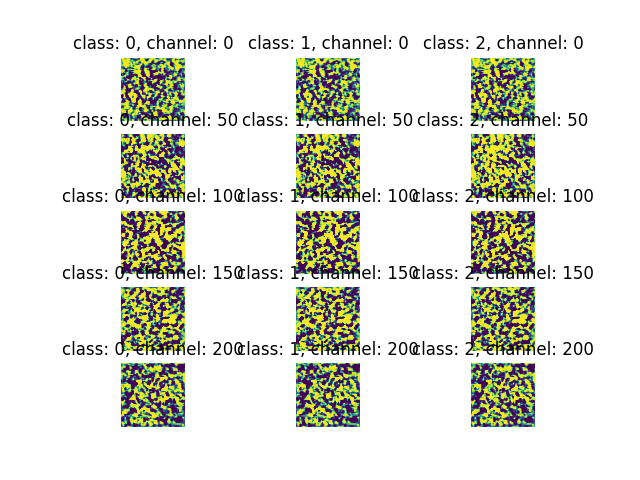 class: 0, channel: 0 class: 1, channel: 0 class: 2, channel: 0
class: 0, channel: 50 class: 1, channel: 50 class: 2, channel: 50
class: 0, channel: 100 class: 1, channel: 100 class: 2, channel: 100
class: 0, channel: 150 class: 1, channel: 150 class: 2, channel: 150
class: 0, channel: 200 class: 1, channel: 200 class: 2, channel: 200